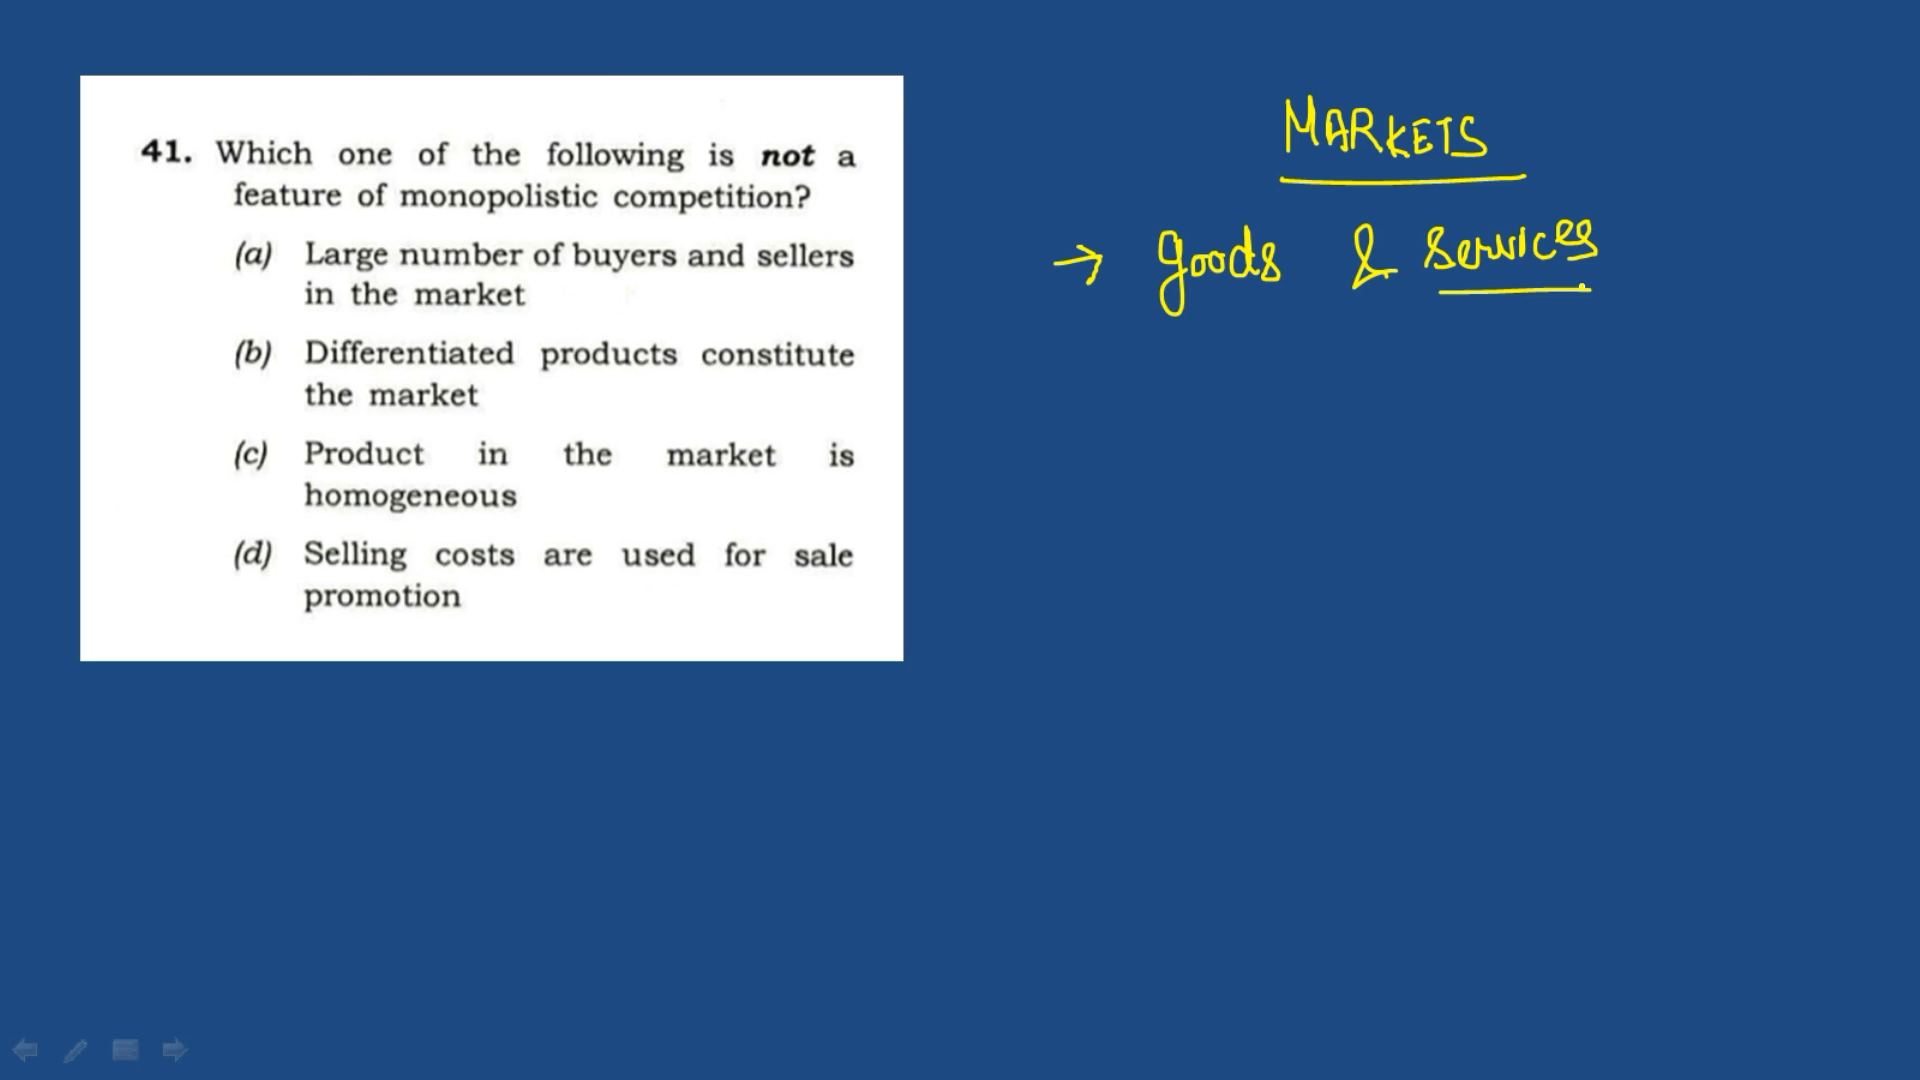 41. Which one of the following is not a
feature of monopolistic competition?
(a) Large number of buyers and sellers
in the market
(b) Differentiated products constitute
the market
(c) Product in the market is
homogeneous
(d) Selling costs are used for sale
promotion
MARKETS
→ Goods & Services